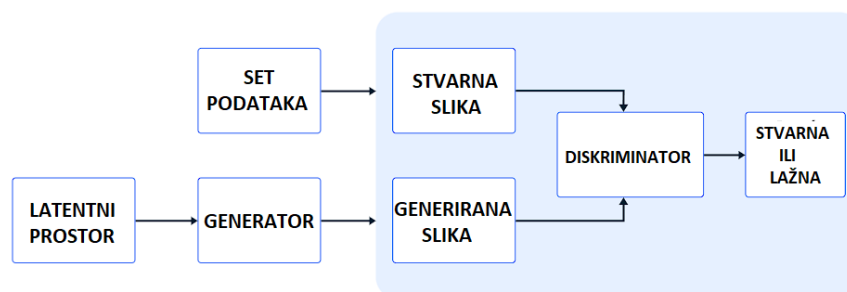 SET
PODATAKA
STVARNA
SLIKA
DISKRIMINATOR
STVARNA
ILI
LAŽNA
LATENTNI
PROSTOR
GENERATOR
GENERIRANA
SLIKA